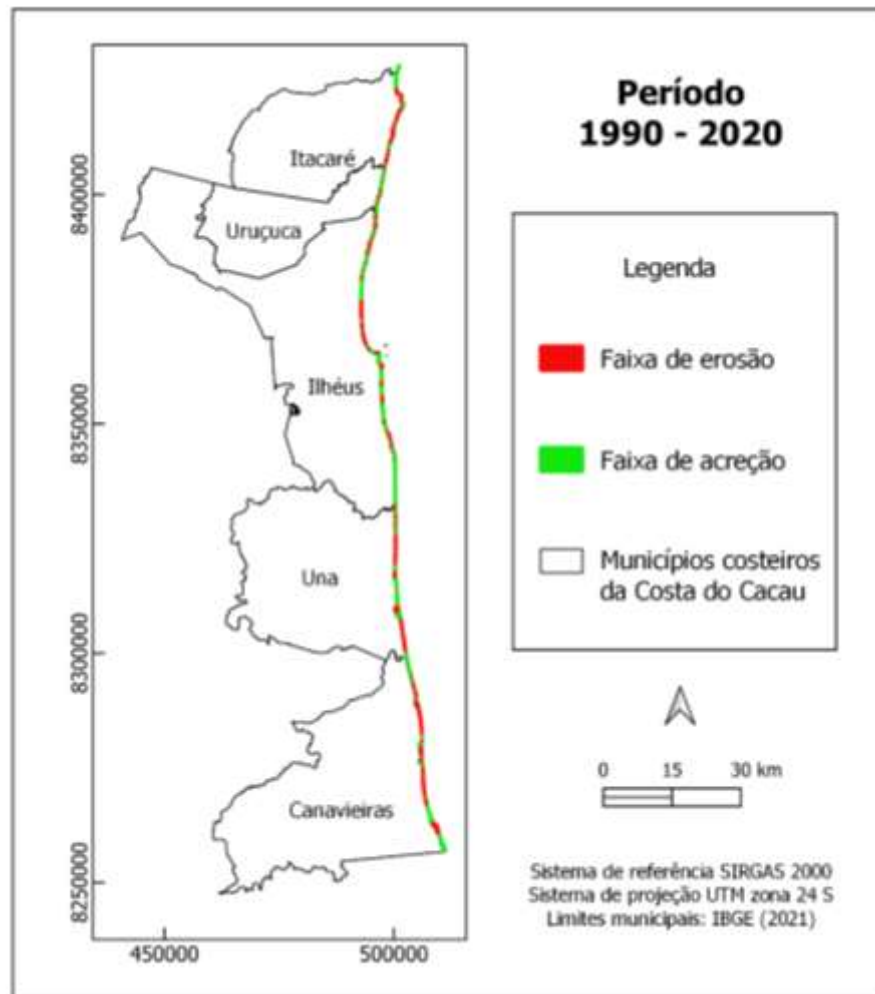 Período
1990 - 2020
Itacaré
Uruçuca
Ilhéus
Una
Canavieiras
8400000
8350000
8300000
8250000
450000
500000
Legenda
Faixa de erosão
Faixa de acreção
Municípios costeiros
da Costa do Cacau
0 15 30 km
Sistema de referência SIRGAS 2000
Sistema de projeção UTM zona 24 S
Limites municipais: IBGE (2021)